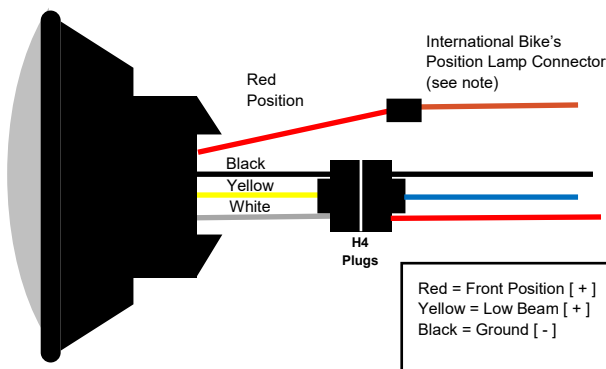 International Bike's
Position Lamp Connector
(see note)
Red
Position
Black
Yellow
White
H4
Plugs
Red = Front Position [ + ]
Yellow = Low Beam [ + ]
Black = Ground [ - ]